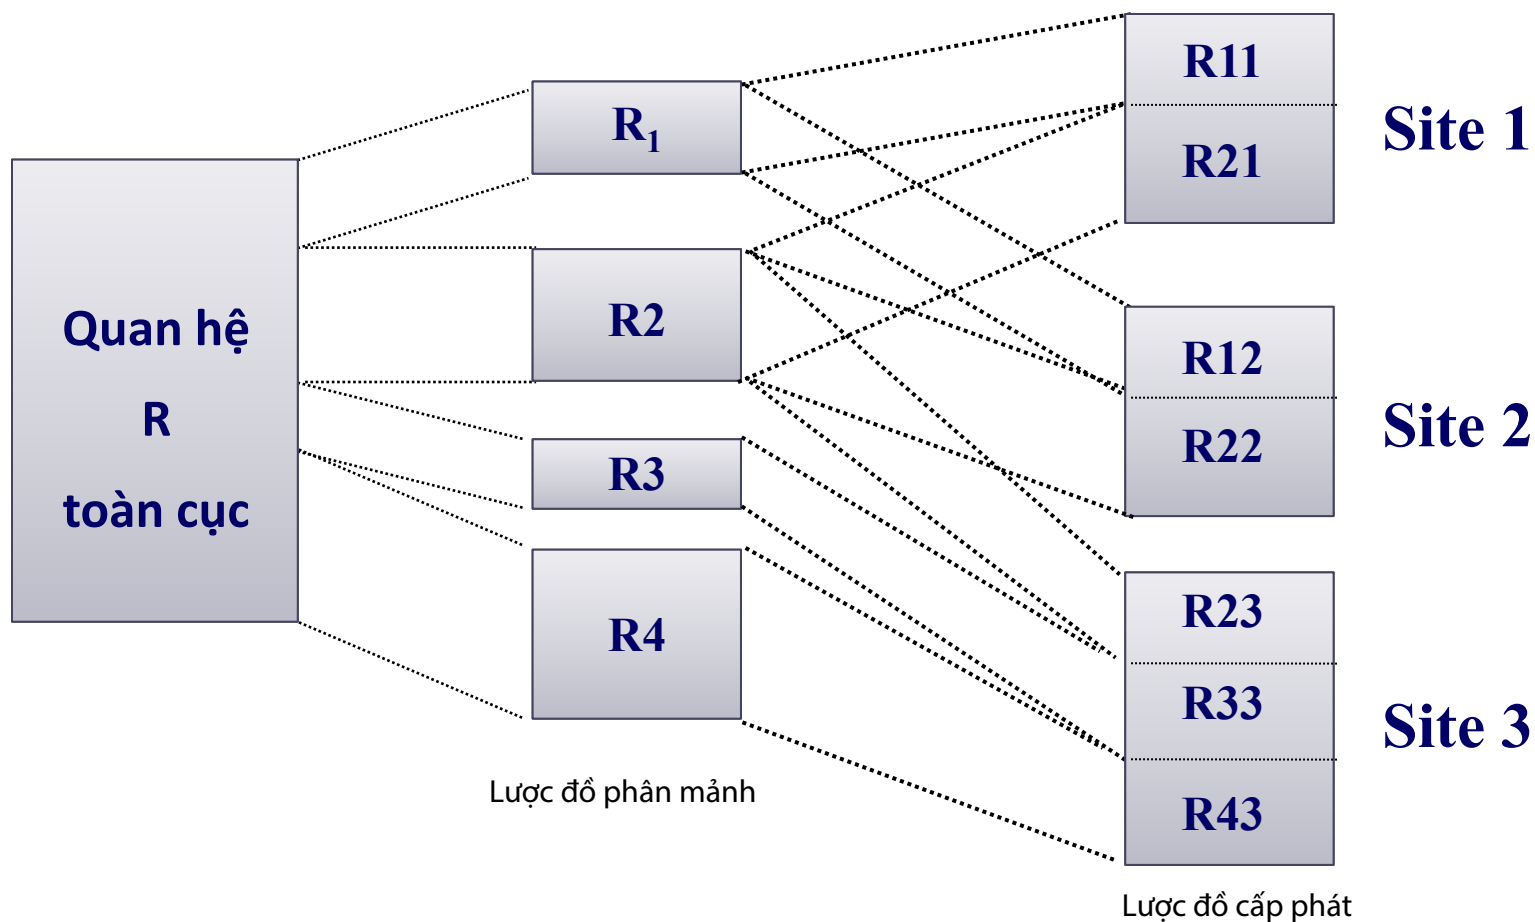 Quan hệ
R
toàn cục
R₁
R2
R3
R4
Lược đồ phân mảnh
R11
R21
Site 1
R12
R22
Site 2
R23
R33
R43
Site 3
Lược đồ cấp phát